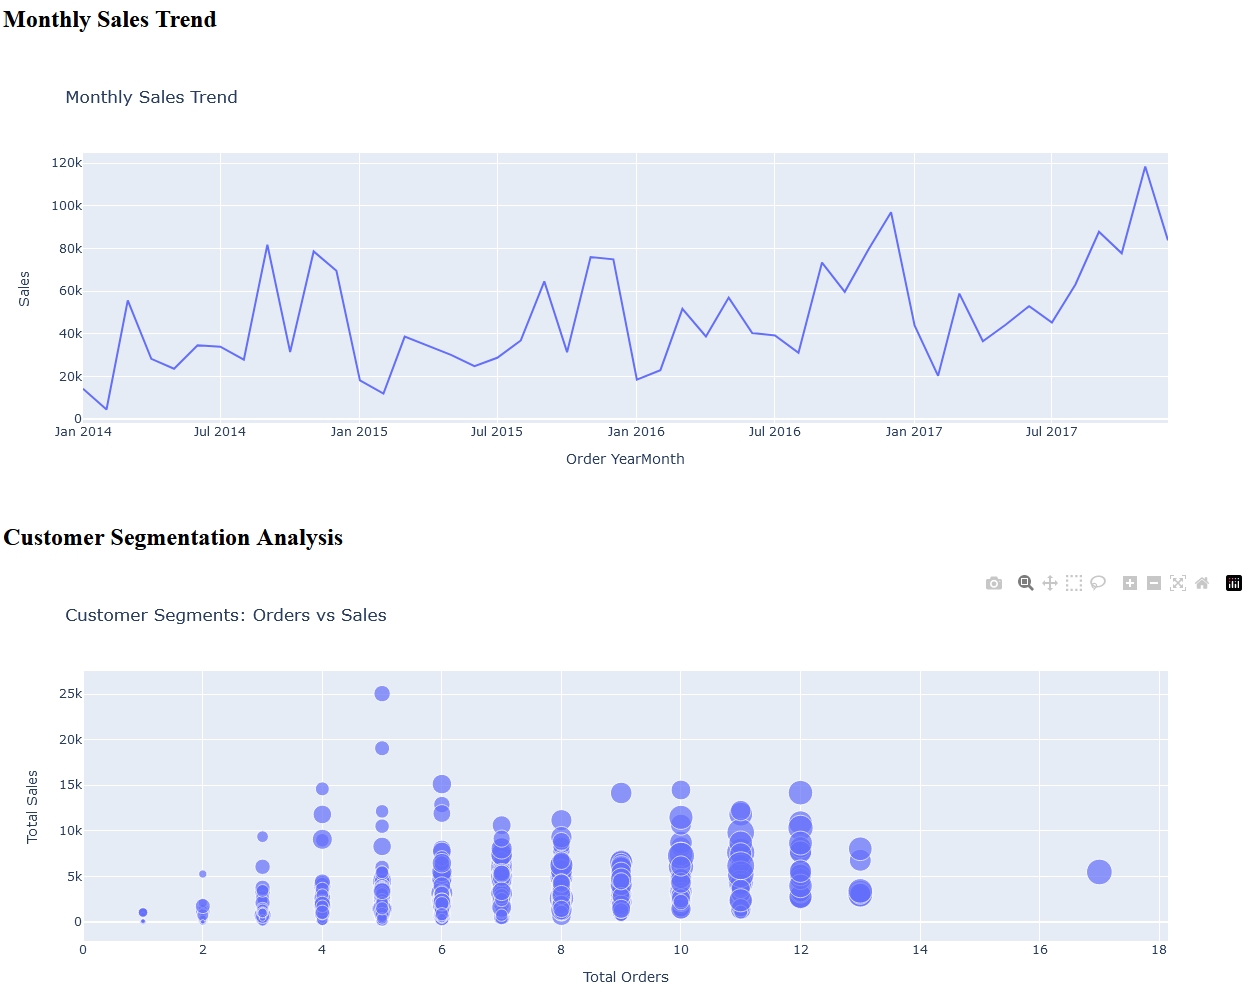 Monthly Sales Trend
Monthly Sales Trend
120k
100k
80k
60k
40k
20k
0
Sales
Jan 2014 Jul 2014 Jan 2015 Jul 2015 Jan 2016 Jul 2016 Jan 2017 Jul 2017
Order YearMonth
Customer Segmentation Analysis
Customer Segments: Orders vs Sales
25k
20k
15k
10k
5k
0
Total Sales
0 2 4 6 8 10 12 14 16 18
Total Orders